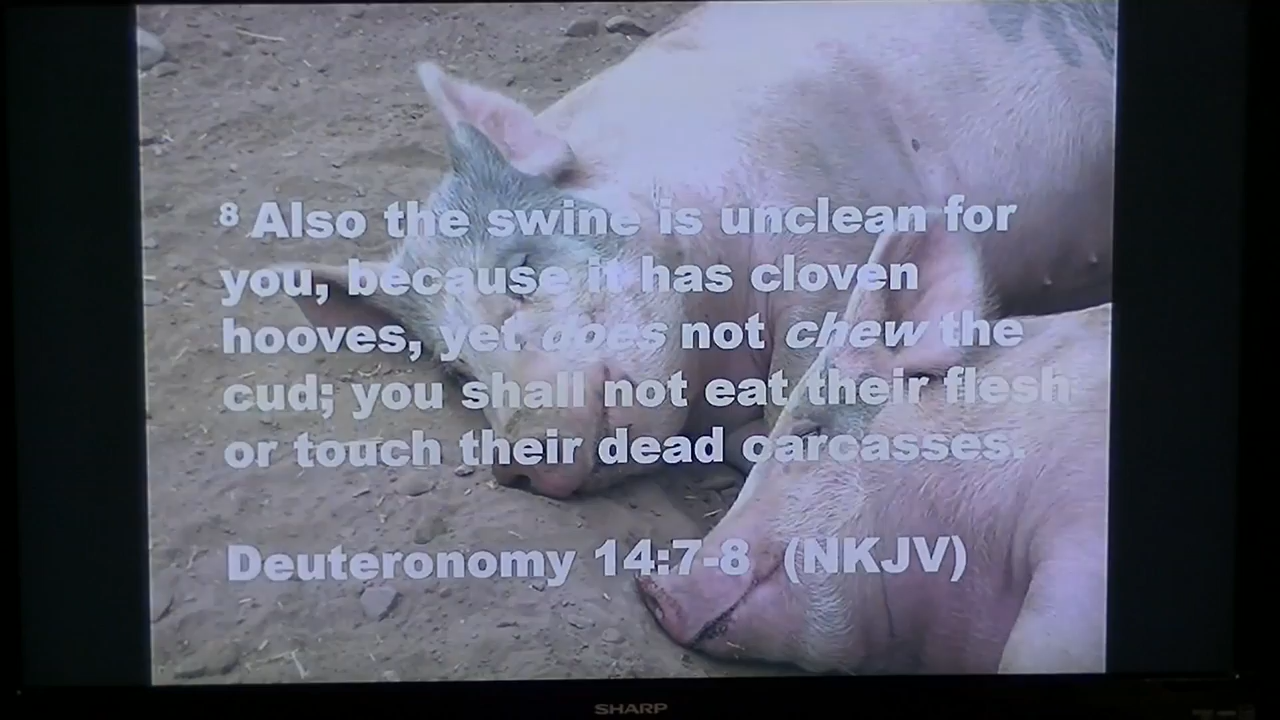 8 Also the swine is unclean for
you, because it has cloven
hooves, yet does not chew the
cud; you shall not eat their flesh
or touch their dead carcasses.
Deuteronomy 14:7-8 (NKJV)
SHARP